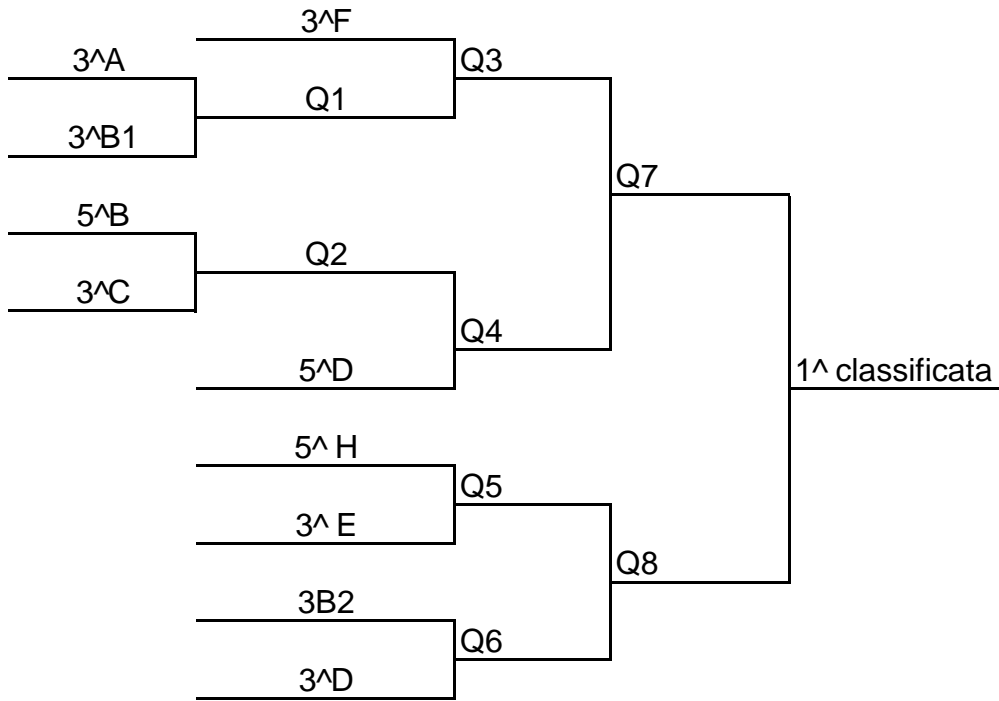 3^F
3^A
Q3
Q1
3^B1
Q7
5^B
Q2
3^C
Q4
5^D
1^ classificata
5^ H
Q5
3^ E
Q8
3B2
Q6
3^D